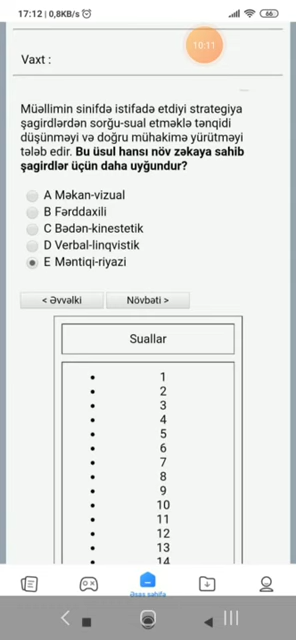 17:12 | 0,8KB/s
66
10:11
Vaxt :
Müəllimin sinifdə istifadə etdiyi strategiya
şagirdlərdən sorğu-sual etməklə tənqidi
düşünməyi və doğru mühakimə yürütməyi
tələb edir. Bu üsul hansı növ zəkaya sahib
şagirdlər üçün daha uyğundur?
A Məkan-vizual
B Fərddaxili
C Bədən-kinestetik
D Verbal-linqvistik
E Məntiqi-riyazi
< Əvvəlki Növbəti >
Suallar
1
2
3
4
5
6
7
8
9
10
11
12
13
14
Əsas səhifə